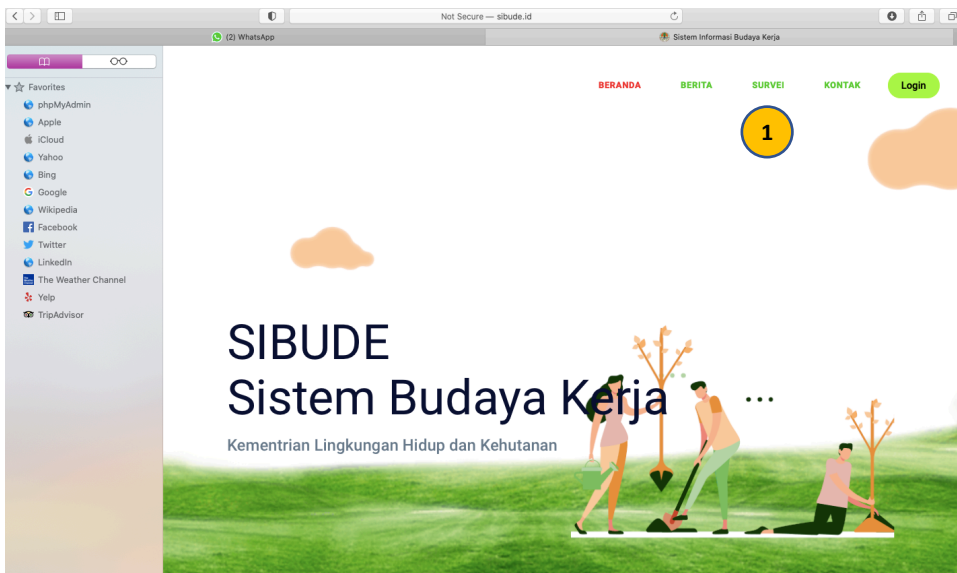 Not Secure — sibude.id
(2) WhatsApp
Sistem Informasi Budaya Kerja
Favorites
phpMyAdmin
Apple
iCloud
Yahoo
Bing
Google
Wikipedia
Facebook
Twitter
LinkedIn
The Weather Channel
Yelp
TripAdvisor
BERANDA BERITA SURVEI KONTAK Login
1
SIBUDE
Sistem Budaya Kerja
Kementrian Lingkungan Hidup dan Kehutanan